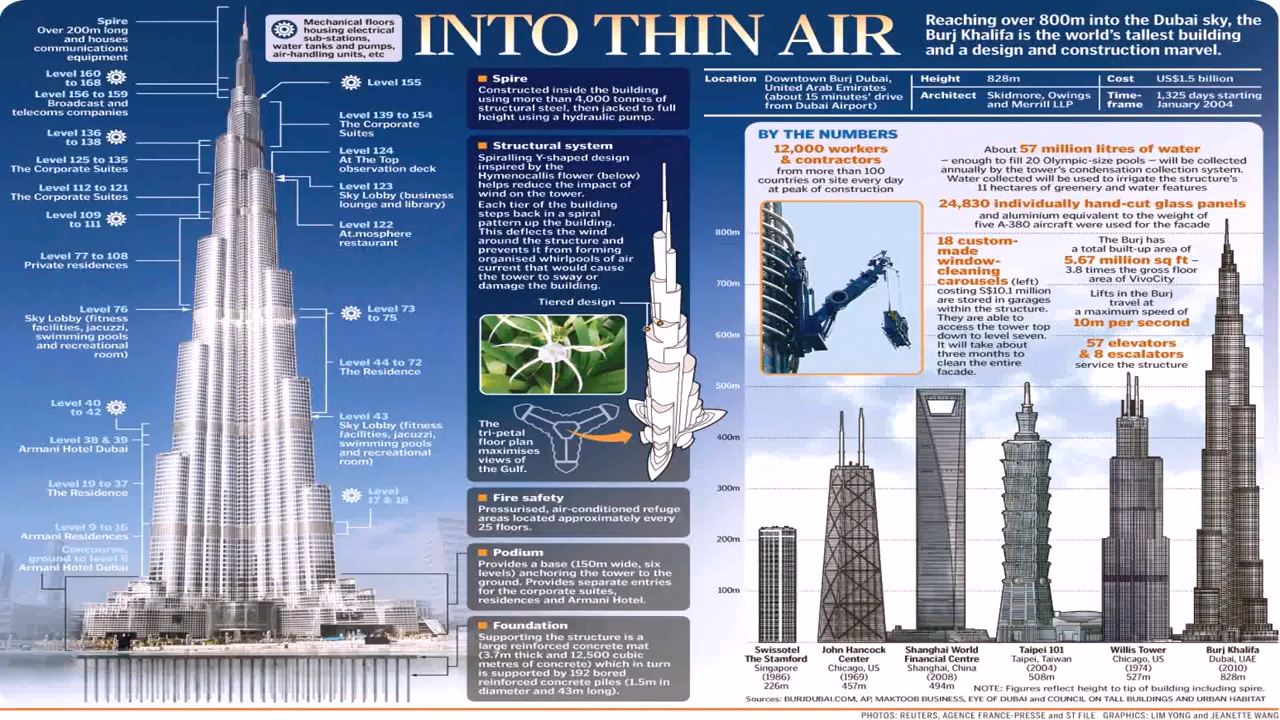 INTO THIN AIR
Reaching over 800m into the Dubai sky, the
Burj Khalifa is the world's tallest building
and a design and construction marvel.
Mechanical floors
housing electrical
sub-stations,
water tanks and pumps,
air-handling units, etc
Spire
Over 200m long
and houses
communications
equipment
Level 160
to 168
Level 156 to 159
Broadcast and
telecoms companies
Level 136
to 138
Level 125 to 135
The Corporate Suites
Level 112 to 121
The Corporate Suites
Level 109
to 111
Level 77 to 108
Private residences
Level 76
Sky Lobby (fitness
facilities, jacuzzi,
swimming pools
and recreational
room)
Level 40
to 42
Level 38 & 39
Armani Hotel Dubai
Level 19 to 37
The Residence
Level 9 to 16
Armani Residences
Concourse,
ground to level 8
Armani Hotel Dubai
Level 155
Level 139 to 154
The Corporate
Suites
Level 124
At The Top
observation deck
Level 123
Sky Lobby (business
lounge and library)
Level 122
At.mosphere
restaurant
Level 73
to 75
Level 44 to 72
The Residence
Level 43
Sky Lobby (fitness
facilities, jacuzzi,
swimming pools
and recreational
room)
Level
17 & 18
Spire
Constructed inside the building
using more than 4,000 tonnes of
structural steel, then jacked to full
height using a hydraulic pump.
Structural system
Spiralling Y-shaped design
inspired by the
Hymenocallis flower (below)
helps reduce the impact of
wind on the tower.
Each tier of the building
steps back in a spiral
pattern up the building.
This deflects the wind
around the structure and
prevents it from forming
organised whirlpools of air
current that would cause
the tower to sway or
damage the building.
Tiered design
The
tri-petal
floor plan
maximises
views of
the Gulf.
Fire safety
Pressurised, air-conditioned refuge
areas located approximately every
25 floors.
Podium
Provides a base (150m wide, six
levels) anchoring the tower to the
ground. Provides separate entries
for the corporate suites,
residences and Armani Hotel.
Foundation
Supporting the structure is a
large reinforced concrete mat
(3.7m thick and 12,500 cubic
metres of concrete) which in turn
is supported by 192 bored
reinforced concrete piles (1.5m in
diameter and 43m long).
Location Downtown Burj Dubai,
United Arab Emirates
(about 15 minutes' drive
from Dubai Airport)
Height 828m
Architect Skidmore, Owings
and Merrill LLP
Cost US$1.5 billion
Time-
frame
1,325 days starting
January 2004
BY THE NUMBERS
12,000 workers
& contractors
from more than 100
countries on site every day
at peak of construction
About 57 million litres of water
– enough to fill 20 Olympic-size pools – will be collected
annually by the tower's condensation collection system.
Water collected will be used to irrigate the structure's
11 hectares of greenery and water features
24,830 individually hand-cut glass panels
and aluminium equivalent to the weight of
five A-380 aircraft were used for the facade
18 custom-
made
window-
cleaning
carousels (left)
costing S$10.1 million
are stored in garages
within the structure.
They are able to
access the tower top
down to level seven.
It will take about
three months to
clean the entire
facade.
The Burj has
a total built-up area of
5.67 million sq ft –
3.8 times the gross floor
area of VivoCity
Lifts in the Burj
travel at
a maximum speed of
10m per second
57 elevators
& 8 escalators
service the structure
800m
700m
600m
500m
400m
300m
200m
100m
Swissotel
The Stamford
Singapore
(1986)
226m
John Hancock
Center
Chicago, US
(1969)
457m
Shanghai World
Financial Centre
Shanghai, China
(2008)
494m
Taipei 101
Taipei, Taiwan
(2004)
508m
Willis Tower
Chicago, US
(1974)
527m
Burj Khalifa
Dubai, UAE
(2010)
828m
NOTE: Figures reflect height to tip of building including spire.
Sources: BURJDUBAI.COM, AP, MAKTOOB BUSINESS, EYE OF DUBAI and COUNCIL ON TALL BUILDINGS AND URBAN HABITAT
PHOTOS: REUTERS, AGENCE FRANCE-PRESSE and ST FILE GRAPHICS: LIM YONG and JEANETTE WANG